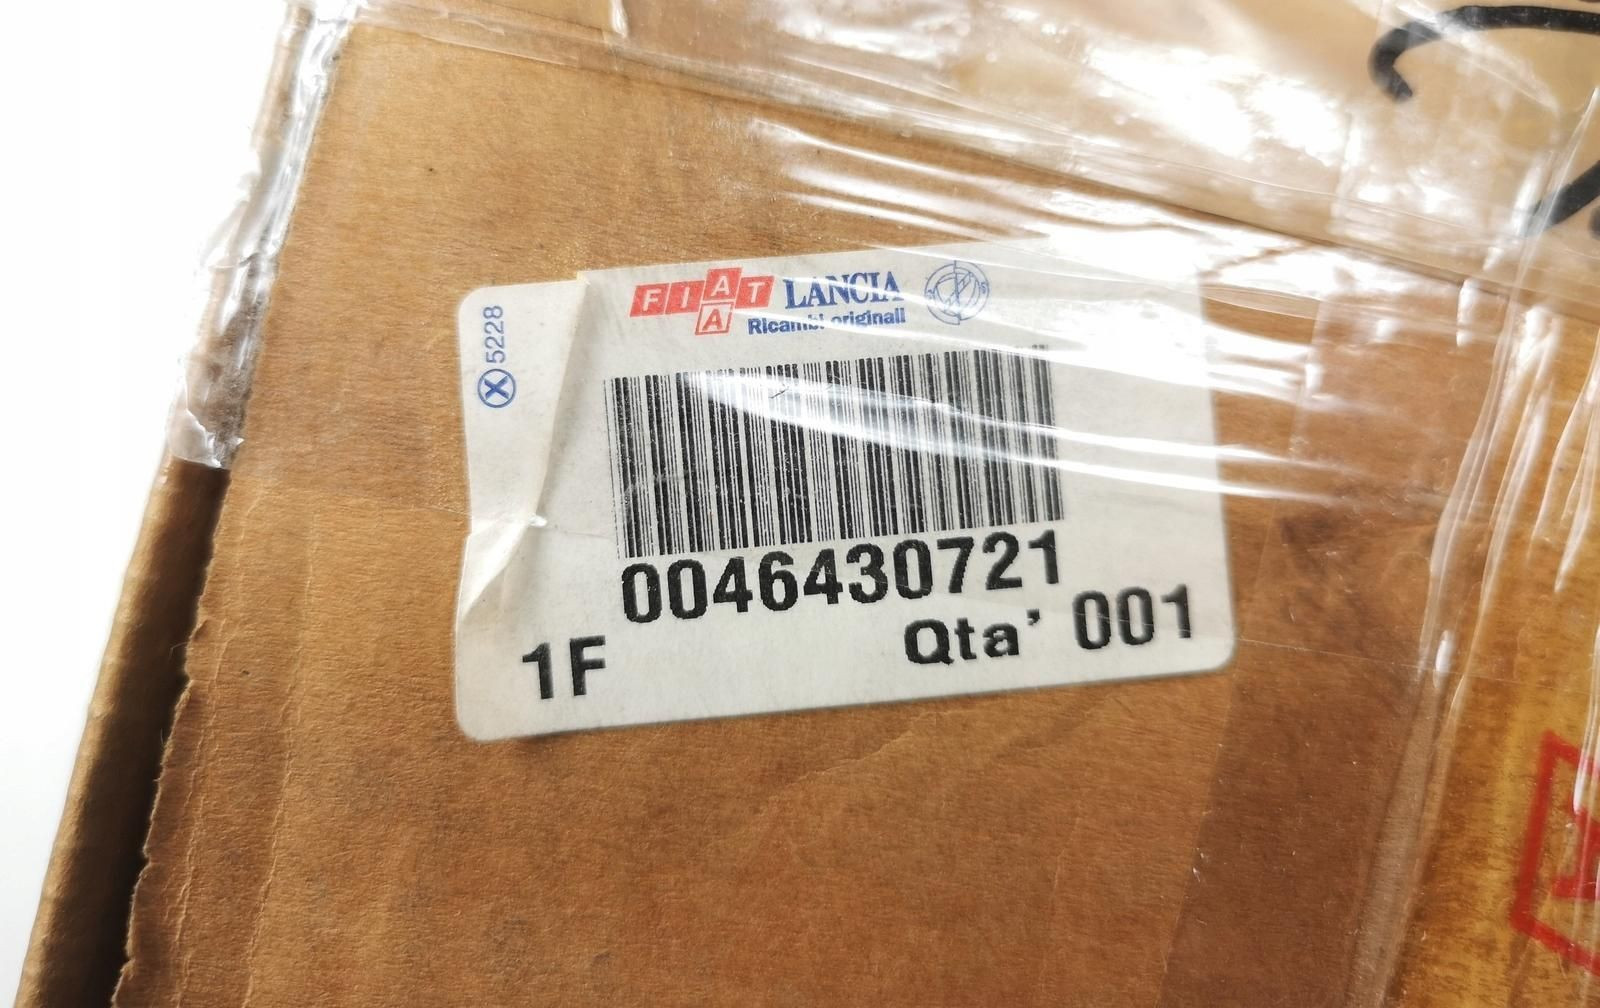 FIAT LANCIA
A
Ricambi originali
X 5228
0046430721
1F Qta' 001